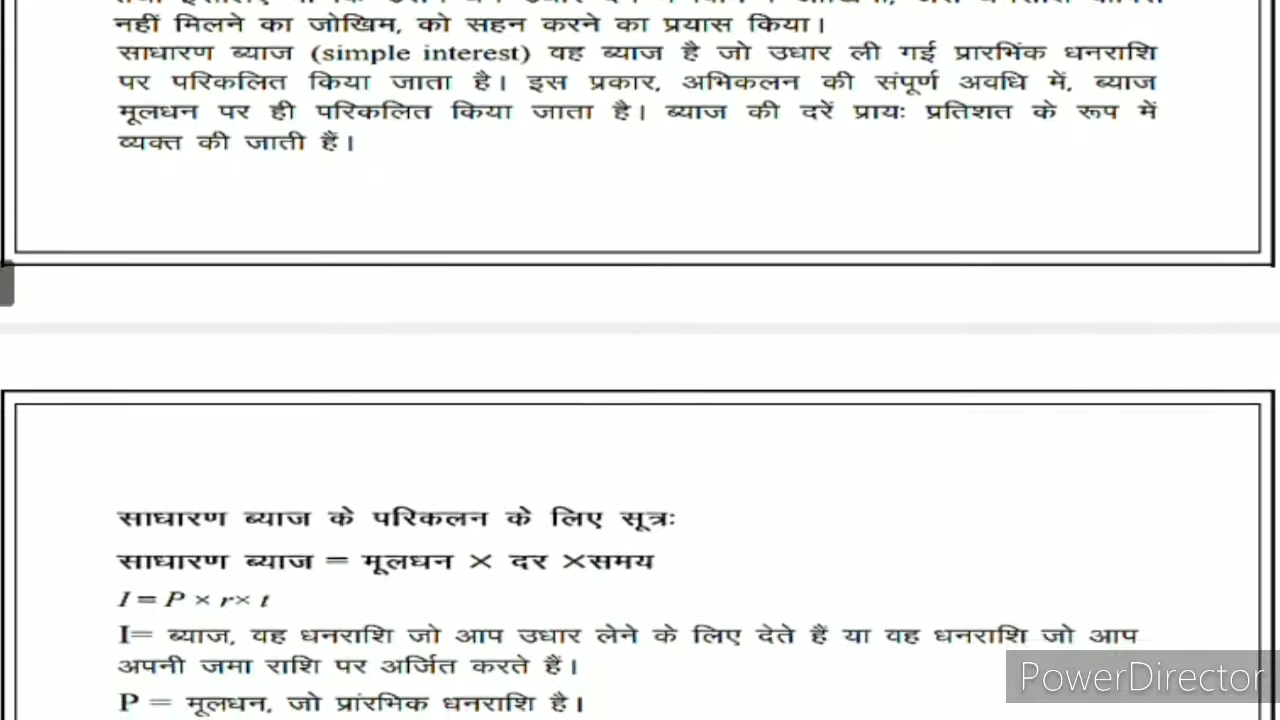 नहीं मिलने का जोखिम, को सहन करने का प्रयास किया।
साधारण ब्याज (simple interest) वह ब्याज है जो उधार ली गई प्रारभिंक धनराशि
पर परिकलित किया जाता है। इस प्रकार, अभिकलन की संपूर्ण अवधि में, ब्याज
मूलधन पर ही परिकलित किया जाता है। ब्याज की दरें प्रायः प्रतिशत के रूप में
व्यक्त की जाती हैं।
साधारण ब्याज के परिकलन के लिए सूत्रः
साधारण ब्याज = मूलधन × दर ×समय
I = P × r× t
I= ब्याज, वह धनराशि जो आप उधार लेने के लिए देते हैं या वह धनराशि जो आप
अपनी जमा राशि पर अर्जित करते हैं।
P = मूलधन, जो प्रांरभिक धनराशि है।
PowerDirector